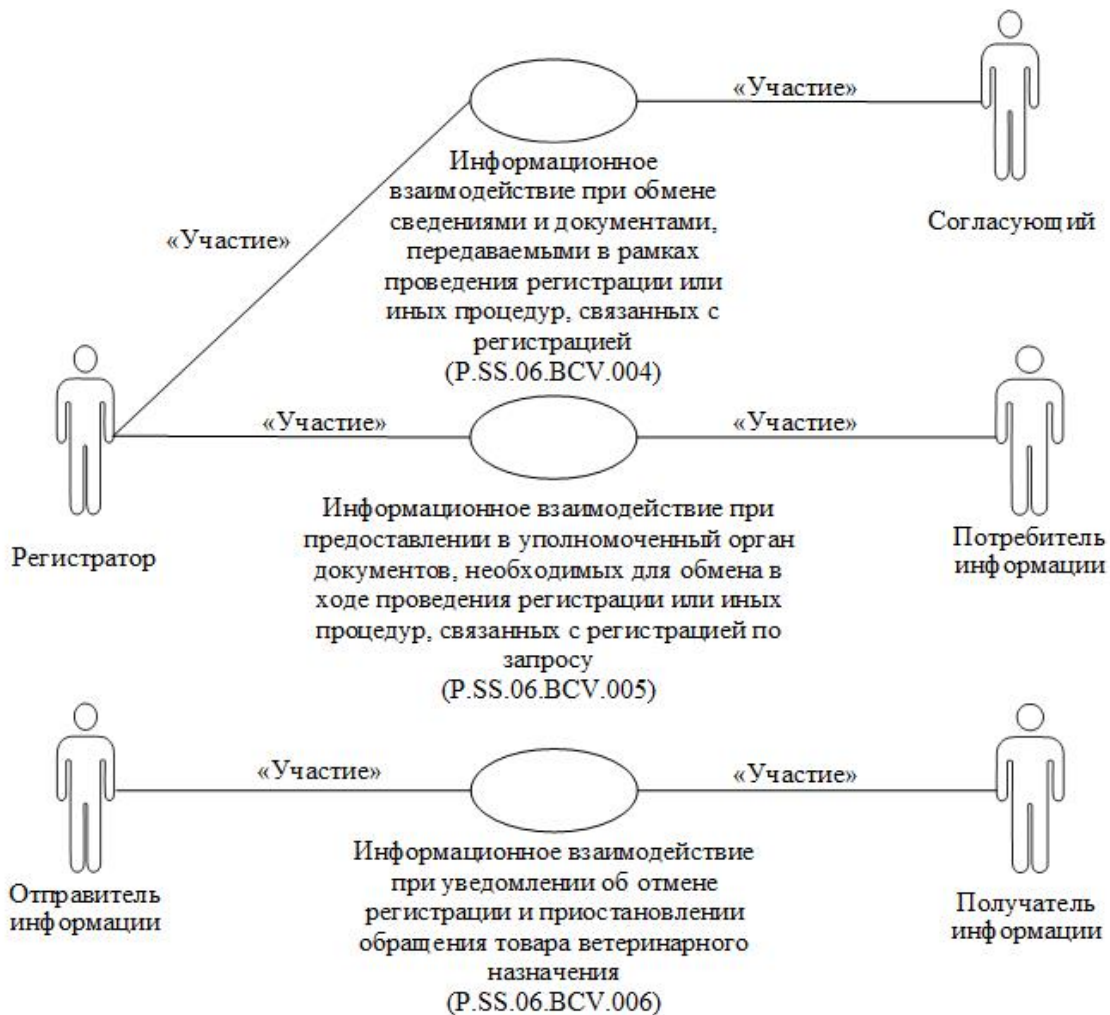 «Участие»
«Участие»
Информационное
взаимодействие при обмене
сведениями и документами,
передаваемыми в рамках
проведения регистрации или
иных процедур, связанных с
регистрацией
(P.SS.06.BCV.004)
Согласующий
«Участие»
«Участие»
Регистратор
Информационное взаимодействие при
предоставлении в уполномоченный орган
документов, необходимых для обмена в
ходе проведения регистрации или иных
процедур, связанных с регистрацией по
запросу
(P.SS.06.BCV.005)
Потребитель
информации
«Участие»
«Участие»
Отправитель
информации
Информационное взаимодействие
при уведомлении об отмене
регистрации и приостановлении
обращения товара ветеринарного
назначения
(P.SS.06.BCV.006)
Получатель
информации